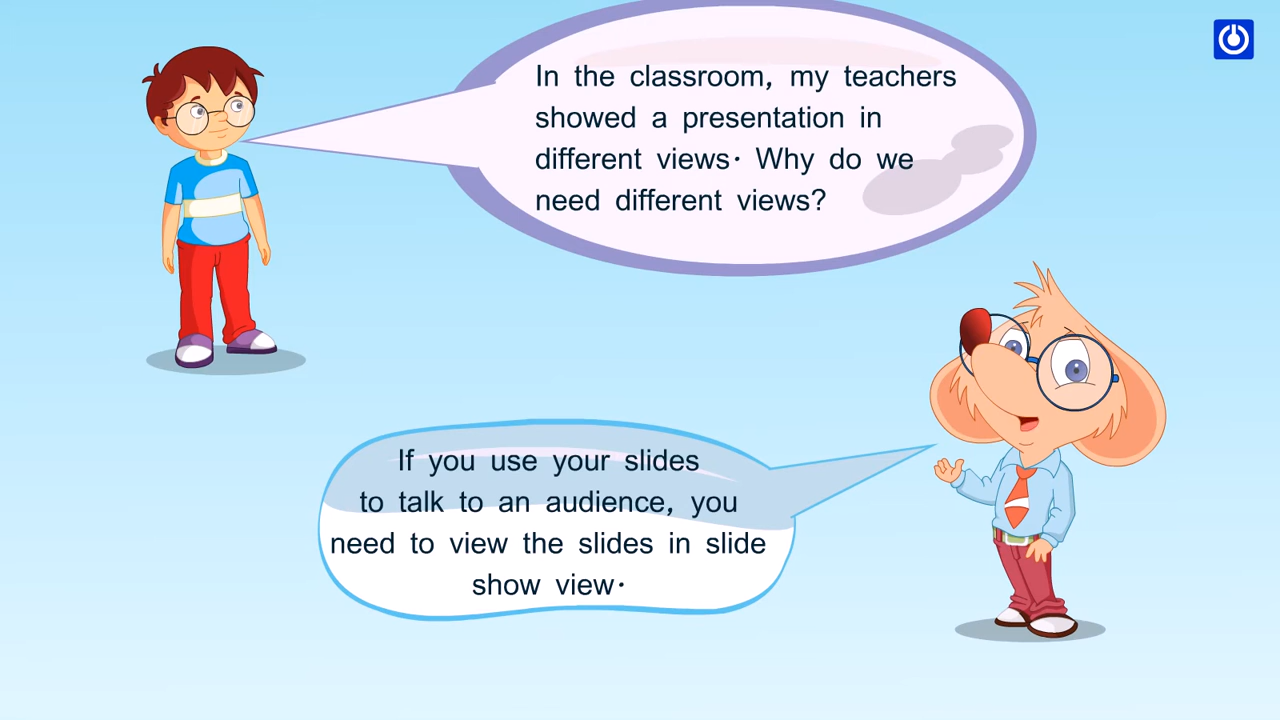 In the classroom, my teachers
showed a presentation in
different views. Why do we
need different views?
If you use your slides
to talk to an audience, you
need to view the slides in slide
show view.